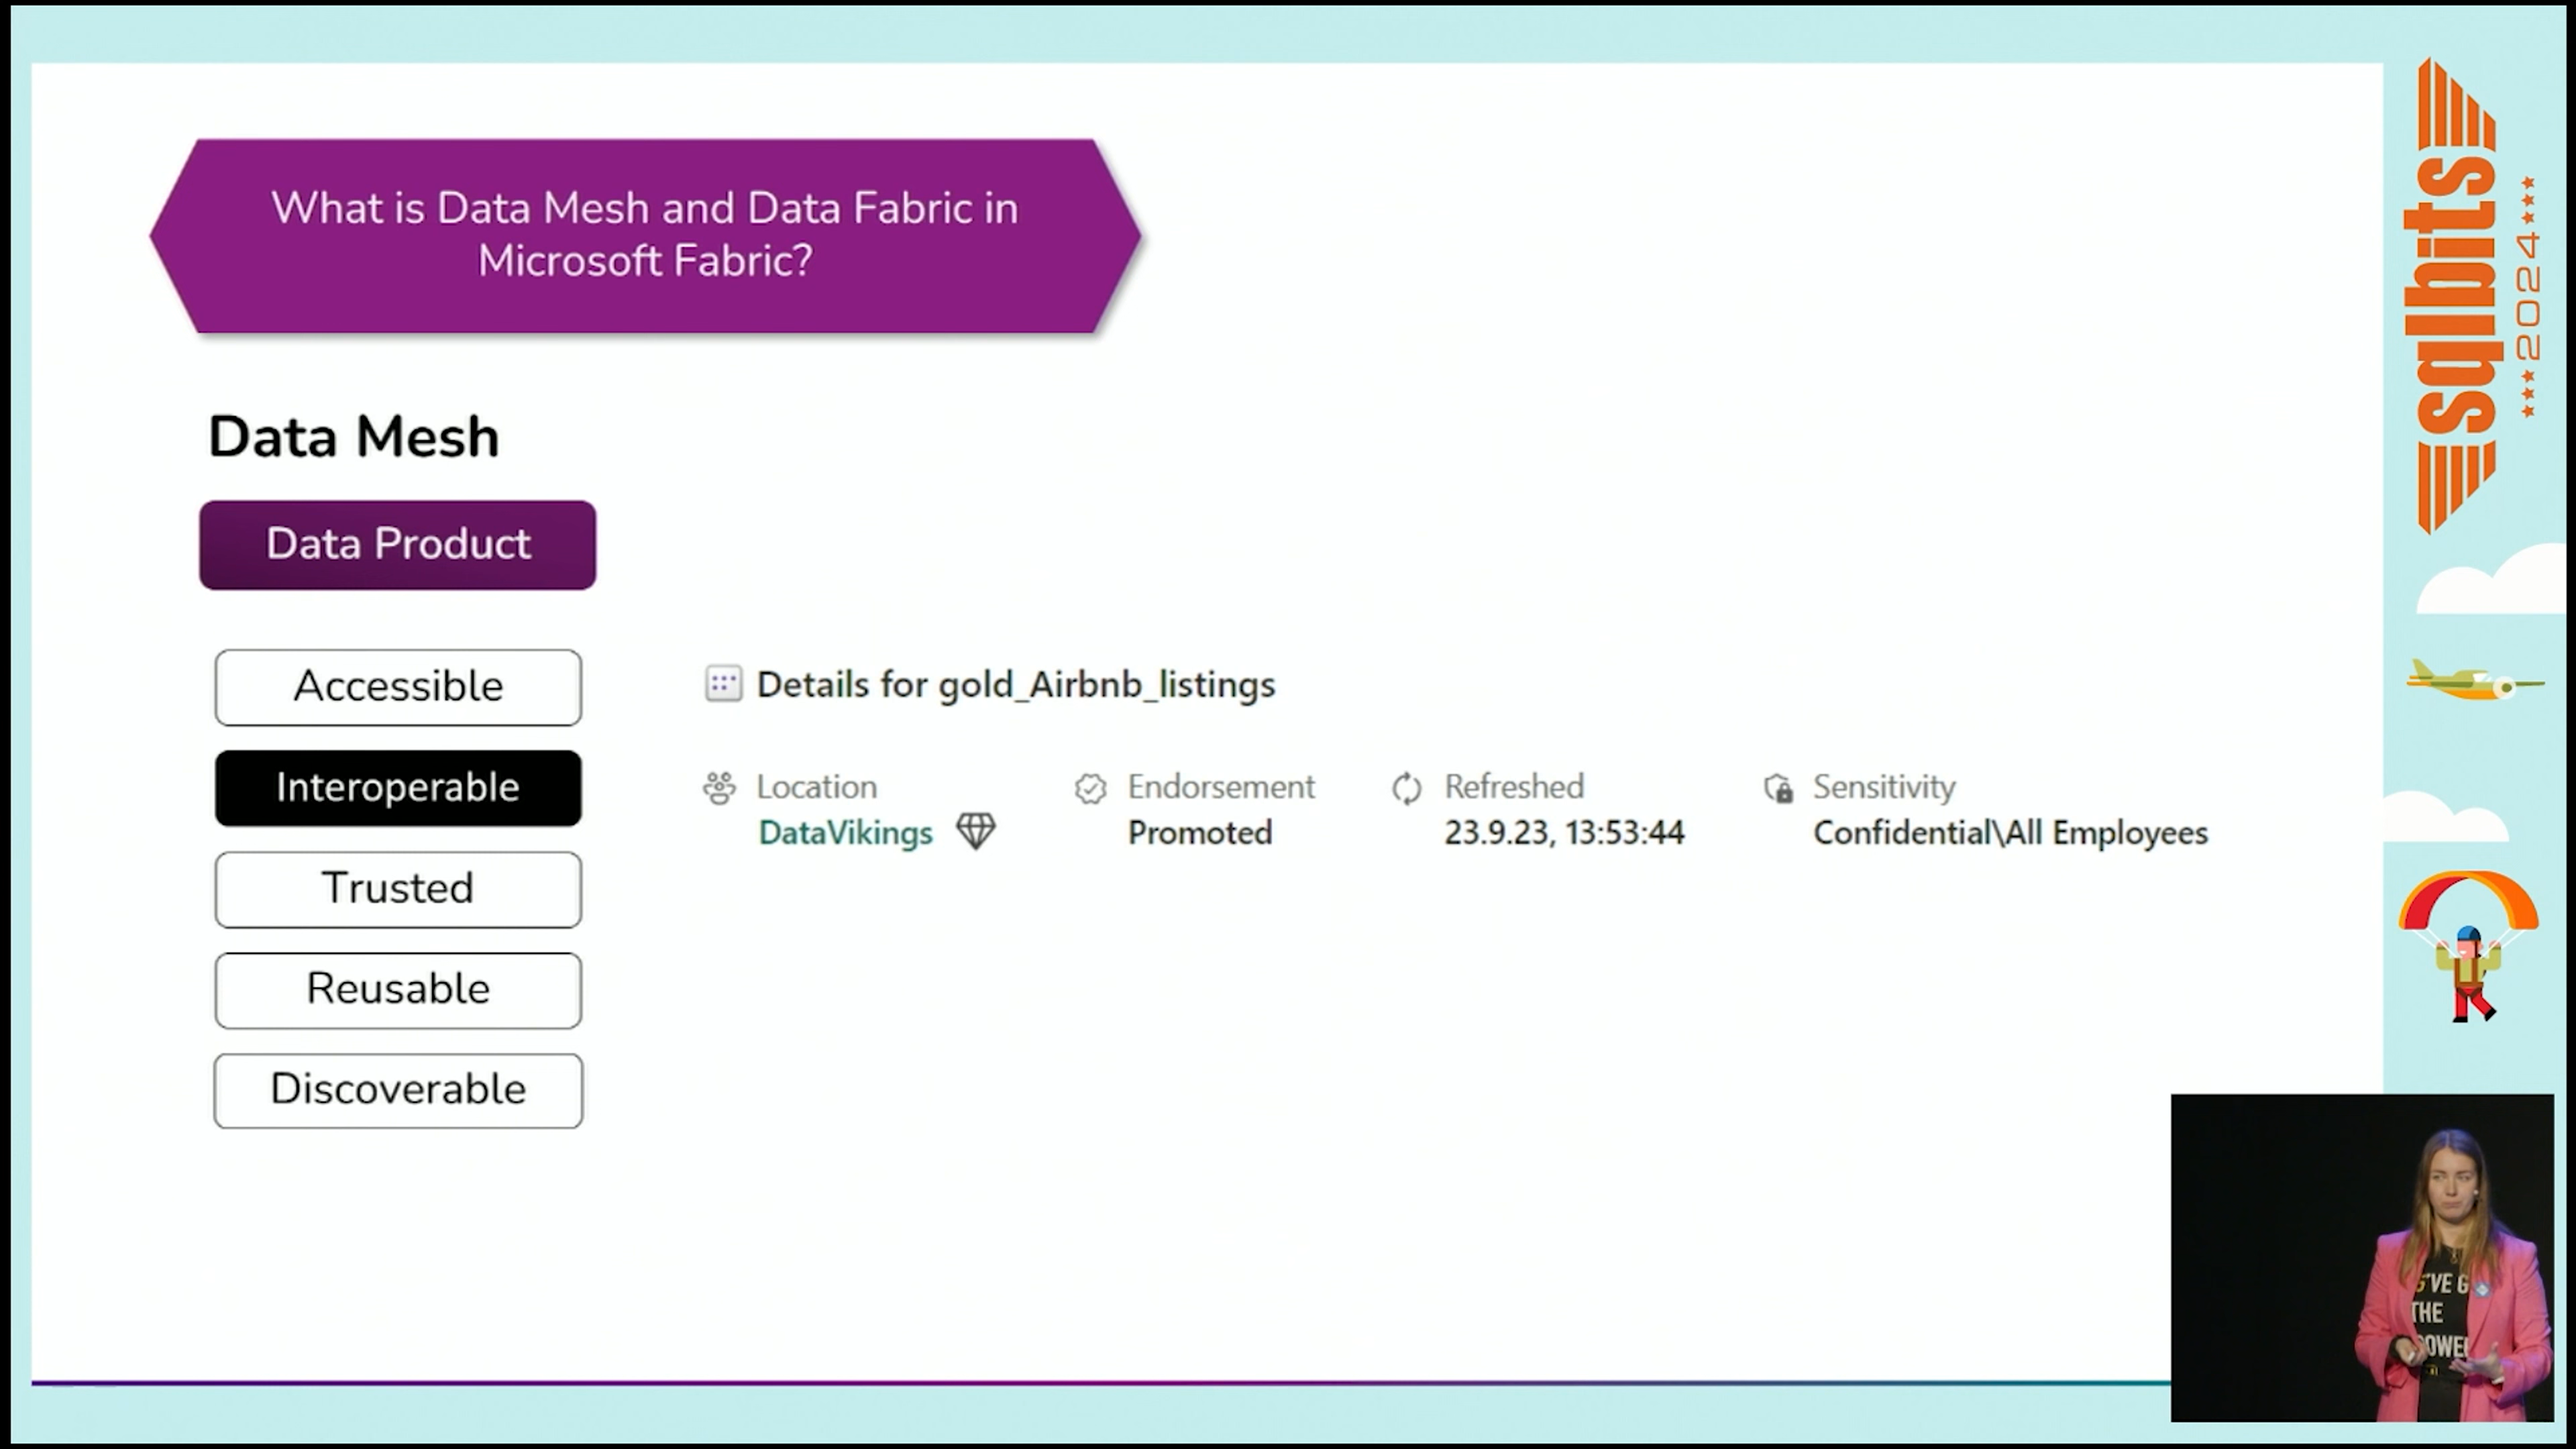 What is Data Mesh and Data Fabric in
Microsoft Fabric?
Data Mesh
Data Product
Accessible
Interoperable
Trusted
Reusable
Discoverable
Details for gold_Airbnb_listings
Location
DataVikings
Endorsement
Promoted
Refreshed
23.9.23, 13:53:44
Sensitivity
Confidential\All Employees
sqlbits
2024
'VE G
THE